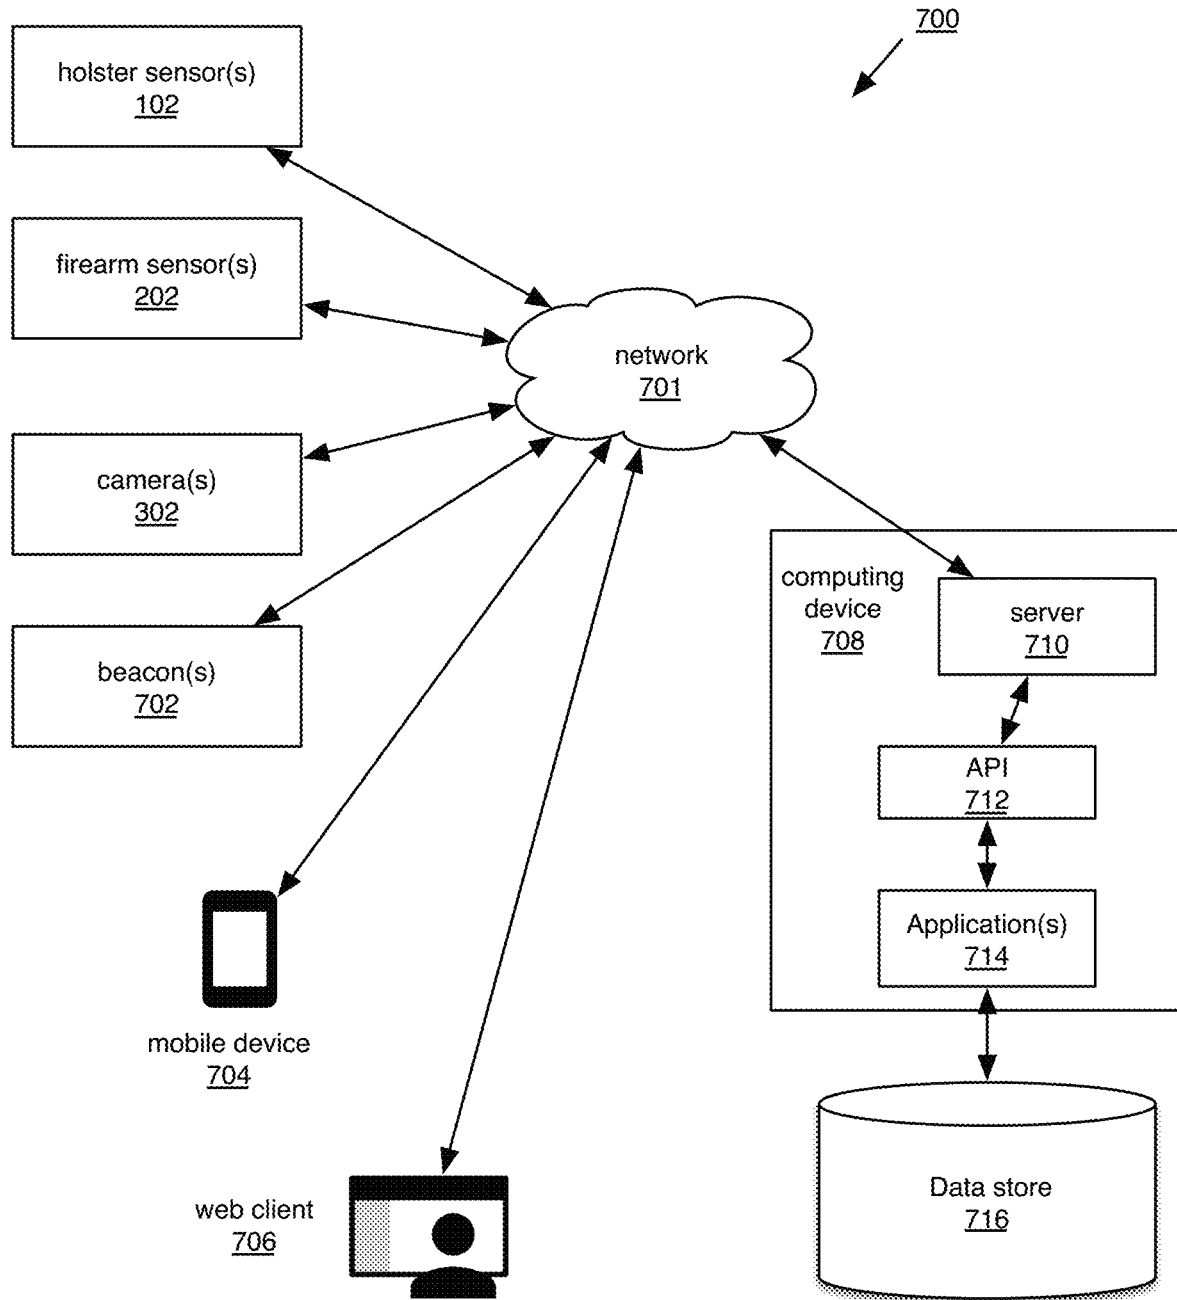 700
holster sensor(s)
102
firearm sensor(s)
202
network
701
camera(s)
302
computing
device
708
server
710
beacon(s)
702
API
712
Application(s)
714
mobile device
704
Data store
716
web client
706